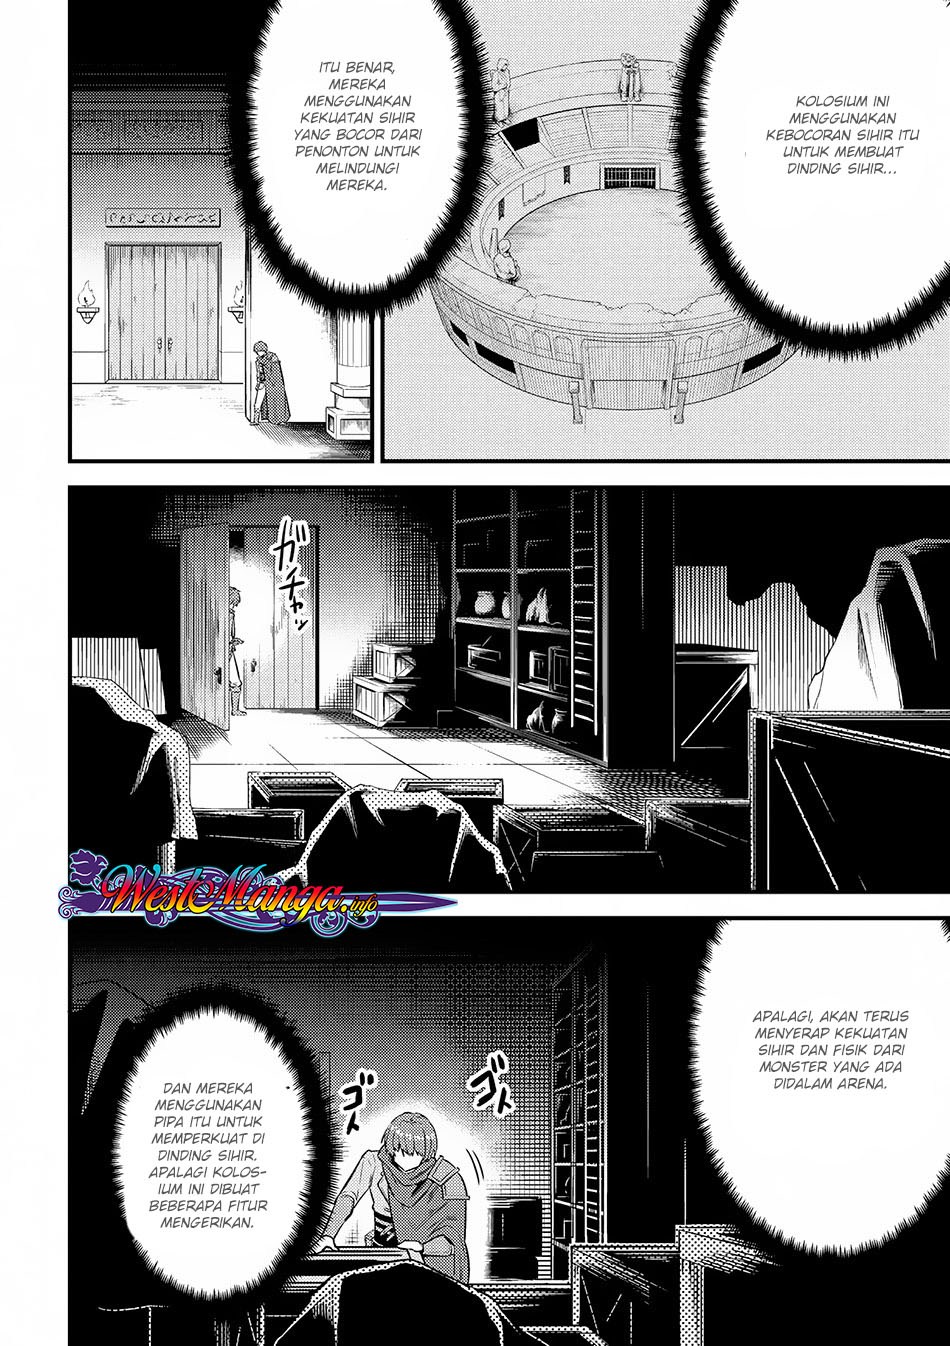 KOLOSIUM INI
MENGGUNAKAN
KEBOCORAN SIHIR ITU
UNTUK MEMBUAT
DINDING SIHIR...
ITU BENAR,
MEREKA
MENGGUNAKAN
KEKUATAN SIHIR
YANG BOCOR DARI
PENONTON UNTUK
MELINDUNGI
MEREKA.
ガチャッ
WestManga.info
APALAGI, AKAN TERUS
MENYERAP KEKUATAN
SIHIR DAN FISIK DARI
MONSTER YANG ADA
DIDALAM ARENA.
ゴト
ゴト
DAN MEREKA
MENGGUNAKAN
PIPA ITU UNTUK
MEMPERKUAT DI
DINDING SIHIR.
APALAGI KOLOS-
IUM INI DIBUAT
BEBERAPA FITUR
MENGERIKAN.